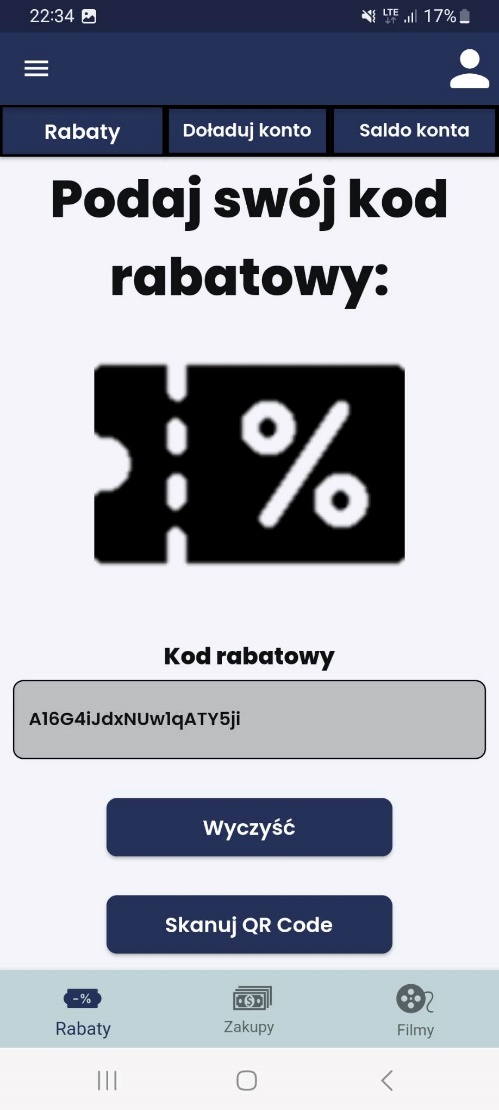 22:34 LTE 17%
Rabaty Doładuj konto Saldo konta
Podaj swój kod
rabatowy:
%
Kod rabatowy
A16G4iJdxNUw1qATY5ji
Wyczyść
Skanuj QR Code
-% $
Rabaty Zakupy Filmy